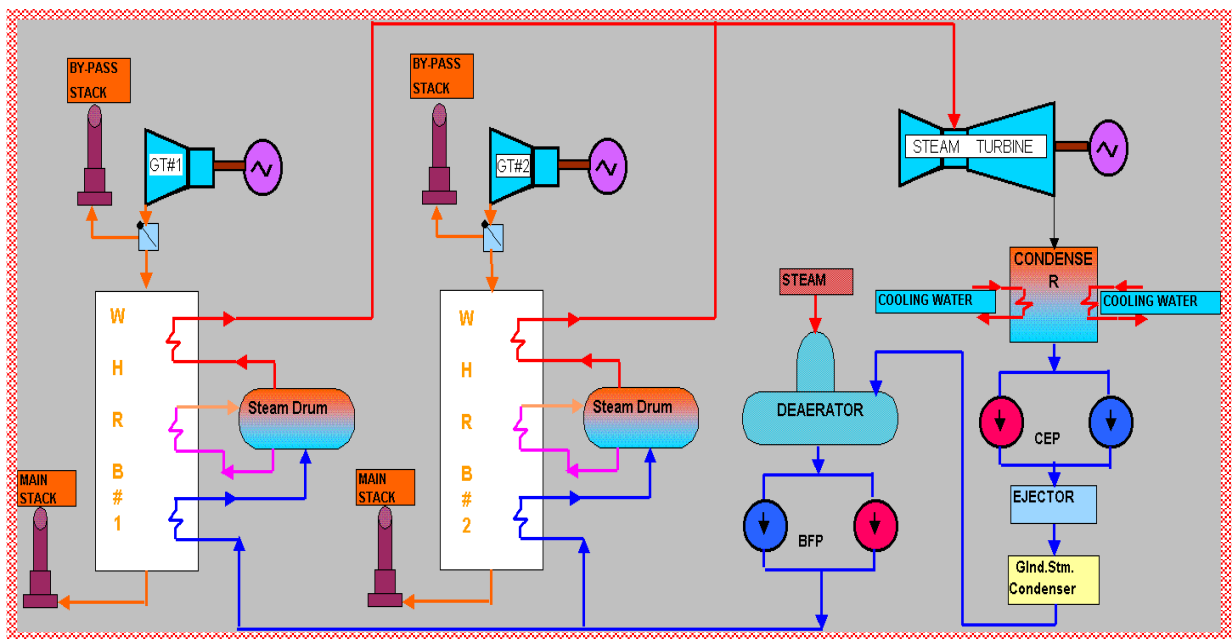 BY-PASS
STACK
GT#1
BY-PASS
STACK
GT#2
STEAM TURBINE
CONDENSE
R
COOLING WATER
COOLING WATER
STEAM
DEAERATOR
W
H
R
B
#
1
Steam Drum
W
H
R
B
#
2
Steam Drum
MAIN
STACK
MAIN
STACK
BFP
CEP
EJECTOR
Glnd.Stm.
Condenser